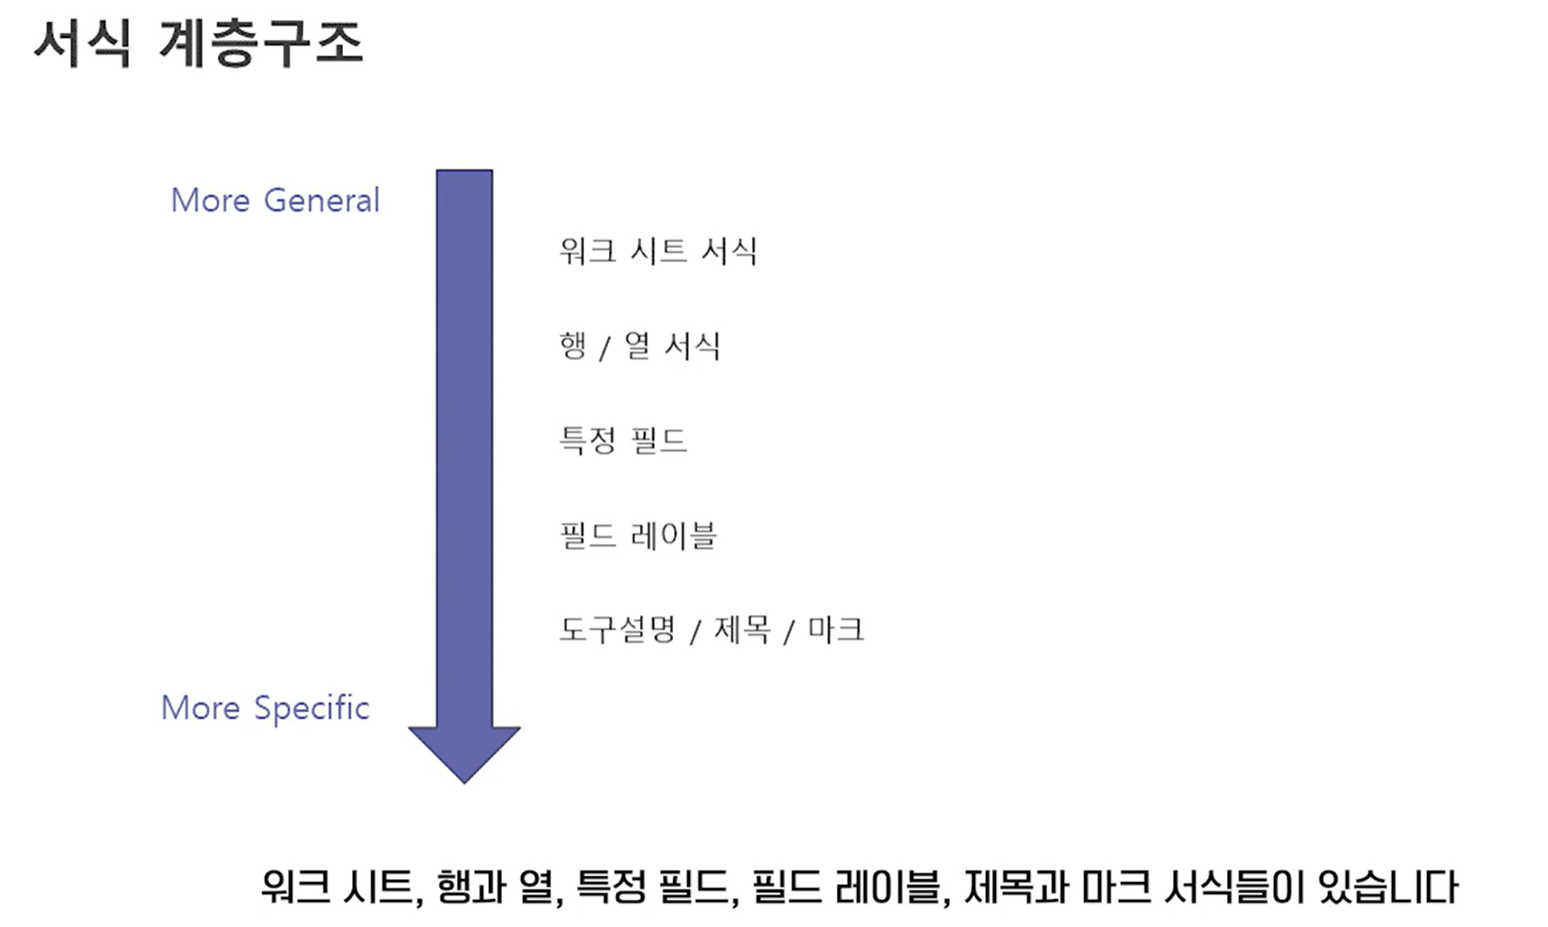 서식 계층구조
More General
워크 시트 서식
행 / 열 서식
특정 필드
필드 레이블
도구설명 / 제목 / 마크
More Specific
워크 시트, 행과 열, 특정 필드, 필드 레이블, 제목과 마크 서식들이 있습니다